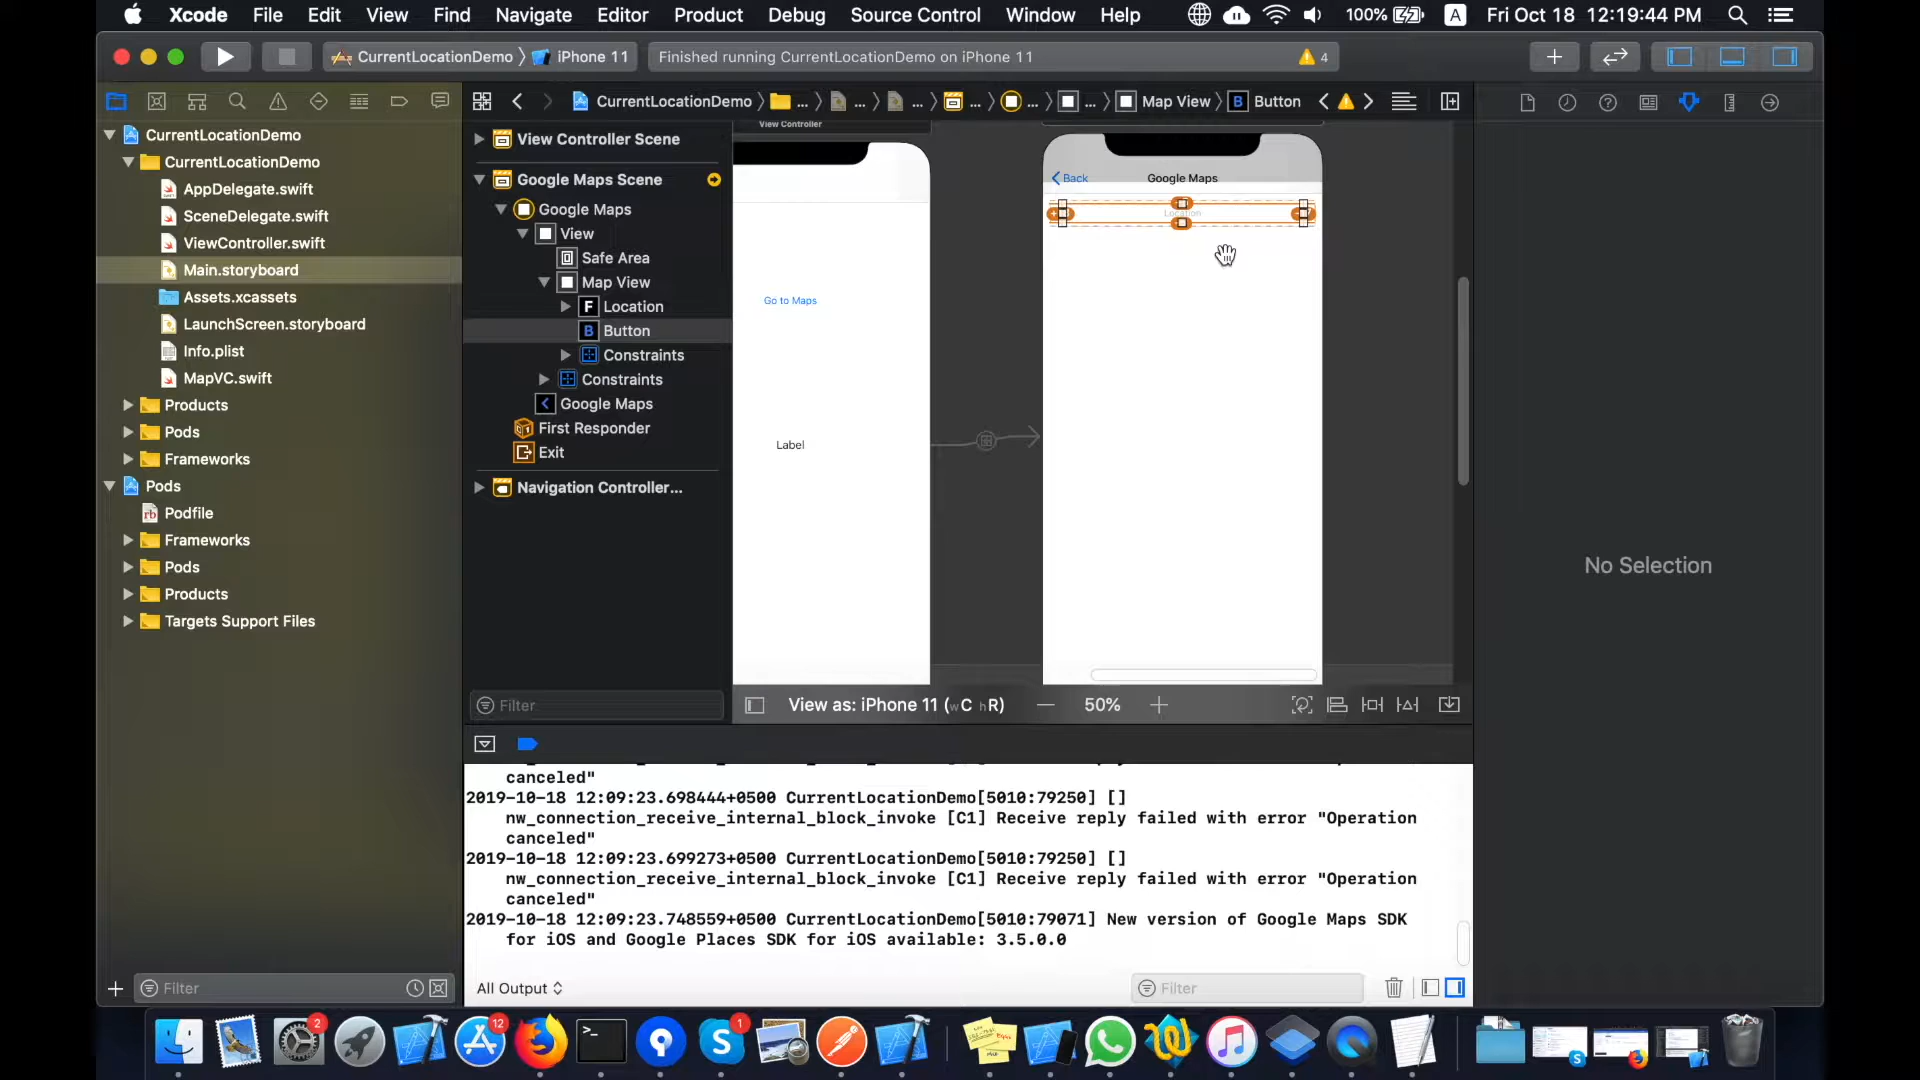 Xcode File Edit View Find Navigate Editor Product Debug Source Control Window Help 100% A Fri Oct 18 12:19:44 PM
CurrentLocationDemo iPhone 11 Finished running CurrentLocationDemo on iPhone 11 4
CurrentLocationDemo ... ... ... ... ... ... Map View B Button
CurrentLocationDemo
CurrentLocationDemo
AppDelegate.swift
SceneDelegate.swift
ViewController.swift
Main.storyboard
Assets.xcassets
LaunchScreen.storyboard
Info.plist
MapVC.swift
Products
Pods
Frameworks
Pods
rb Podfile
Frameworks
Pods
Products
Targets Support Files
Filter
View Controller Scene
Google Maps Scene
Google Maps
View
Safe Area
Map View
F Location
B Button
Constraints
Constraints
Google Maps
First Responder
Exit
Navigation Controller...
Filter
View Controller
Go to Maps
Label
Back Google Maps
Location
View as: iPhone 11 (wC hR) 50%
No Selection
canceled"
2019-10-18 12:09:23.698444+0500 CurrentLocationDemo[5010:79250] []
nw_connection_receive_internal_block_invoke [C1] Receive reply failed with error "Operation
canceled"
2019-10-18 12:09:23.699273+0500 CurrentLocationDemo[5010:79250] []
nw_connection_receive_internal_block_invoke [C1] Receive reply failed with error "Operation
canceled"
2019-10-18 12:09:23.748559+0500 CurrentLocationDemo[5010:79071] New version of Google Maps SDK
for iOS and Google Places SDK for iOS available: 3.5.0.0
All Output Filter
2 12 1